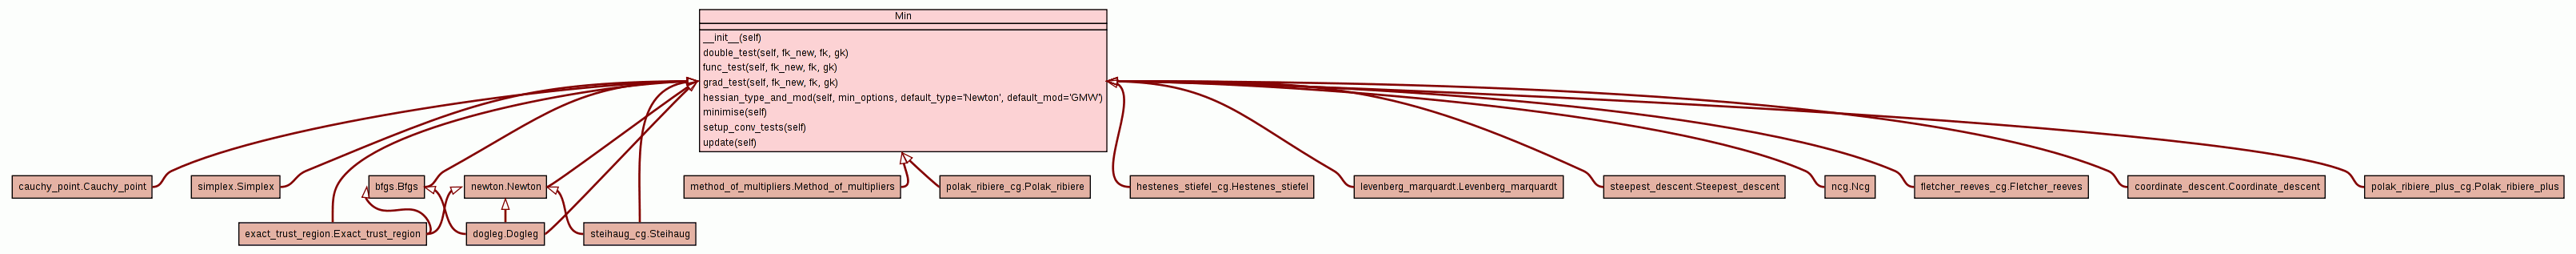 Min
__init__(self)
double_test(self, fk_new, fk, gk)
func_test(self, fk_new, fk, gk)
grad_test(self, fk_new, fk, gk)
hessian_type_and_mod(self, min_options, default_type='Newton', default_mod='GMW')
minimise(self)
setup_conv_tests(self)
update(self)
cauchy_point.Cauchy_point
simplex.Simplex
bfgs.Bfgs
newton.Newton
method_of_multipliers.Method_of_multipliers
polak_ribiere_cg.Polak_ribiere
hestenes_stiefel_cg.Hestenes_stiefel
levenberg_marquardt.Levenberg_marquardt
steepest_descent.Steepest_descent
ncg.Ncg
fletcher_reeves_cg.Fletcher_reeves
coordinate_descent.Coordinate_descent
polak_ribiere_plus_cg.Polak_ribiere_plus
exact_trust_region.Exact_trust_region
dogleg.Dogleg
steihaug_cg.Steihaug